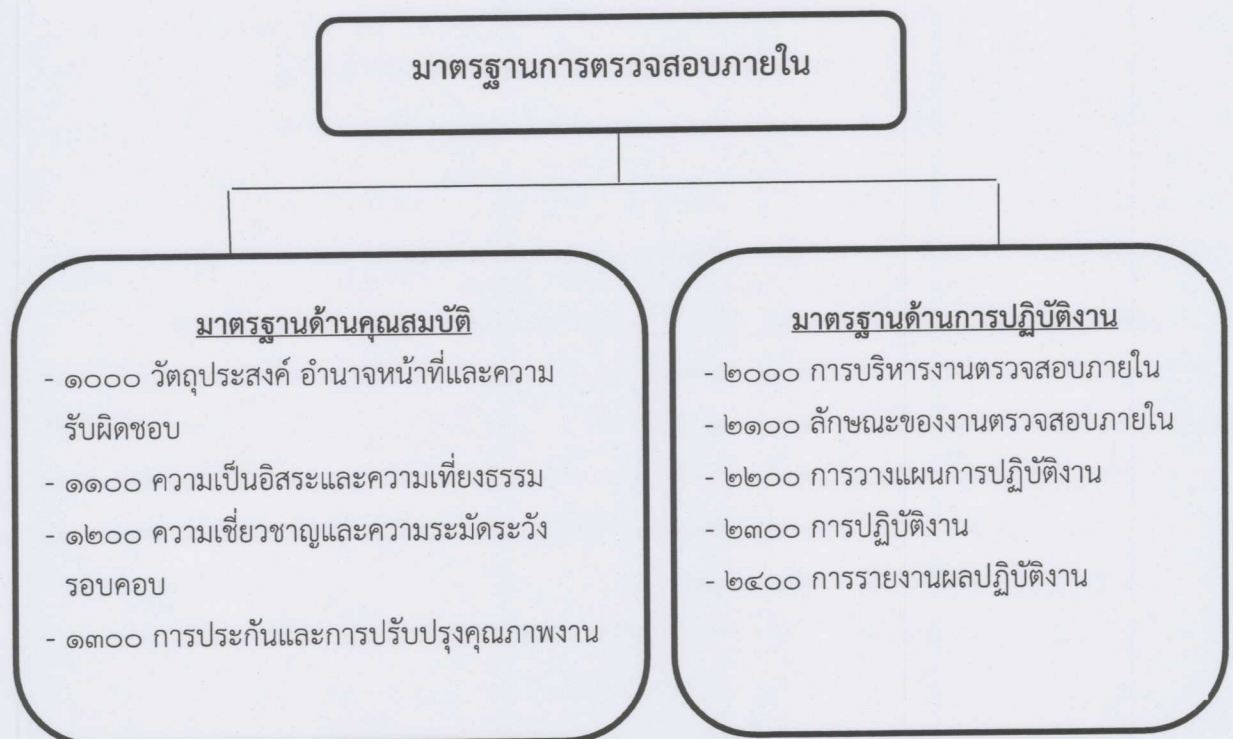 มาตรฐานการตรวจสอบภายใน
มาตรฐานด้านคุณสมบัติ
- ๑๐๐๐ วัตถุประสงค์ อำนาจหน้าที่และความ
รับผิดชอบ
- ๑๑๐๐ ความเป็นอิสระและความเที่ยงธรรม
- ๑๒๐๐ ความเชี่ยวชาญและความระมัดระวัง
รอบคอบ
- ๑๓๐๐ การประกันและการปรับปรุงคุณภาพงาน
มาตรฐานด้านการปฏิบัติงาน
- ๒๐๐๐ การบริหารงานตรวจสอบภายใน
- ๒๑๐๐ ลักษณะของงานตรวจสอบภายใน
- ๒๒๐๐ การวางแผนการปฏิบัติงาน
- ๒๓๐๐ การปฏิบัติงาน
- ๒๔๐๐ การรายงานผลปฏิบัติงาน